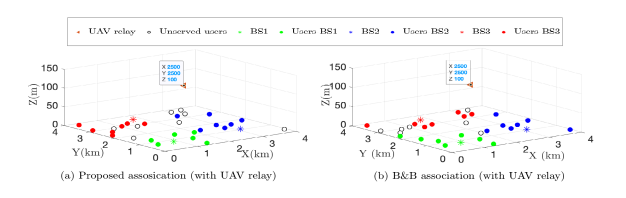 UAV relay Unserved users BS1 Users BS1 BS2 Users BS2 BS3 Users BS3
150
100
50
0
Z(m)
X 2500
Y 2500
Z 100
4
3
2
1
0
Y(km)
0
1
2
3
4
X(km)
(a) Proposed assosication (with UAV relay)
150
100
50
0
Z(m)
X 2500
Y 2500
Z 100
4
3
2
1
0
Y (km)
0
1
2
3
4
X (km)
(b) B&B association (with UAV relay)